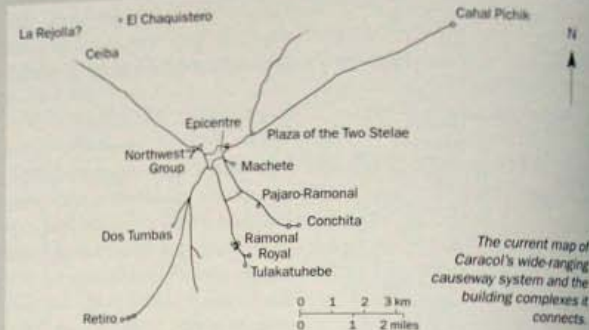 Cahal Pichik
El Chaquistero
La Rejolla?
Ceiba
N
Epicentre
Plaza of the Two Stelae
Northwest
Group
Machete
Pajaro-Ramonal
Conchita
Dos Tumbas
Ramonal
Royal
Tulakatuhebe
Retiro
The current map of
Caracol's wide-ranging
causeway system and the
building complexes it
connects.
0 1 2 3 km
0 1 2 miles